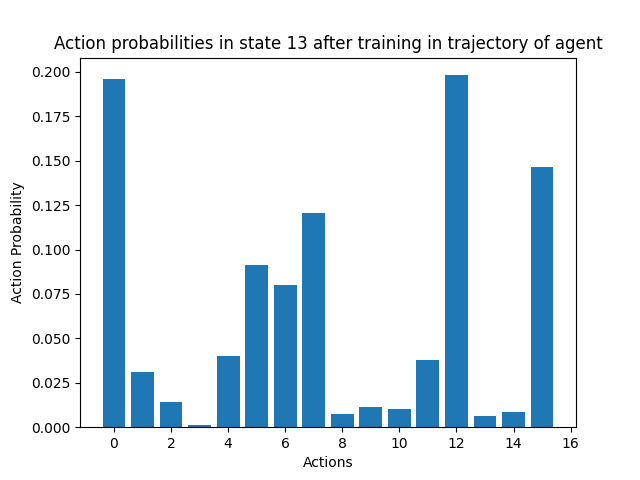 Action probabilities in state 13 after training in trajectory of agent
0.200
0.175
0.150
0.125
0.100
0.075
0.050
0.025
0.000
Action Probability
0 2 4 6 8 10 12 14 16
Actions